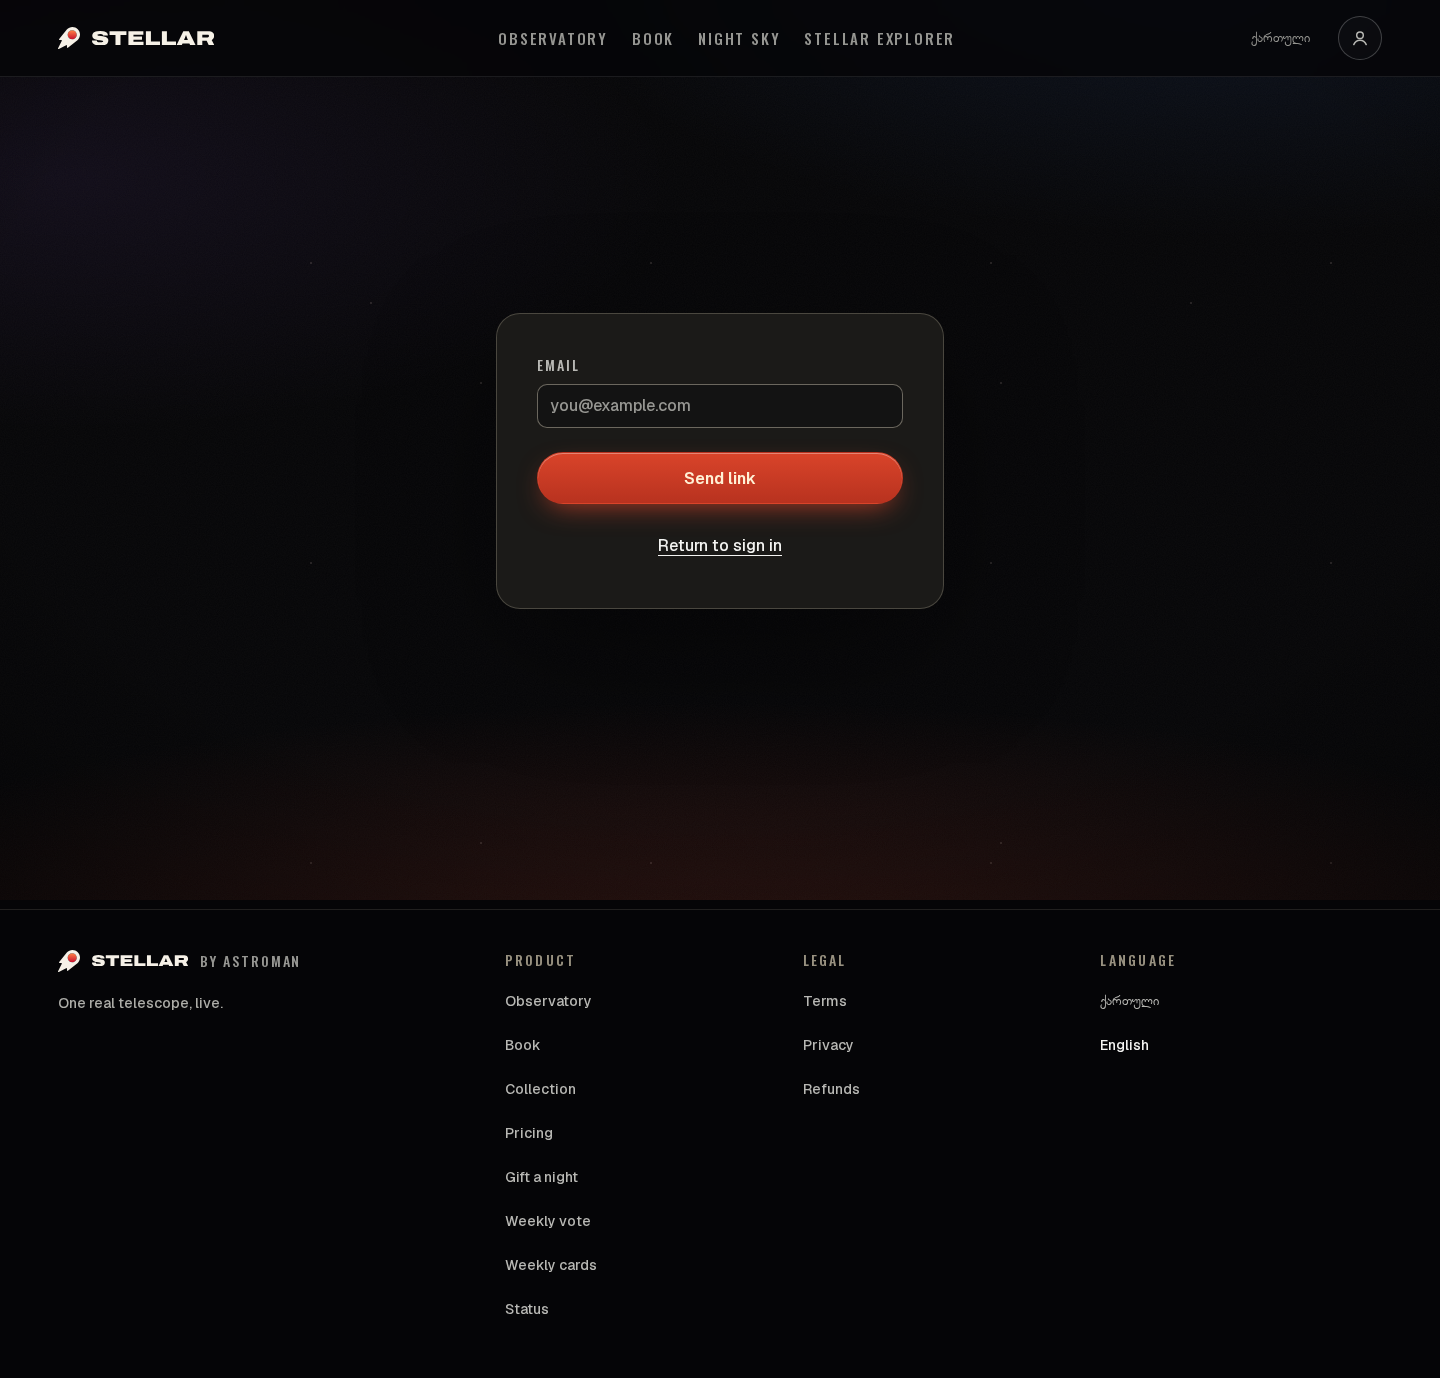 STELLAR
OBSERVATORY BOOK NIGHT SKY STELLAR EXPLORER
ქართული
EMAIL
you@example.com
Send link
Return to sign in
STELLAR BY ASTROMAN
One real telescope, live.
PRODUCT
Observatory
Book
Collection
Pricing
Gift a night
Weekly vote
Weekly cards
Status
LEGAL
Terms
Privacy
Refunds
LANGUAGE
ქართული
English